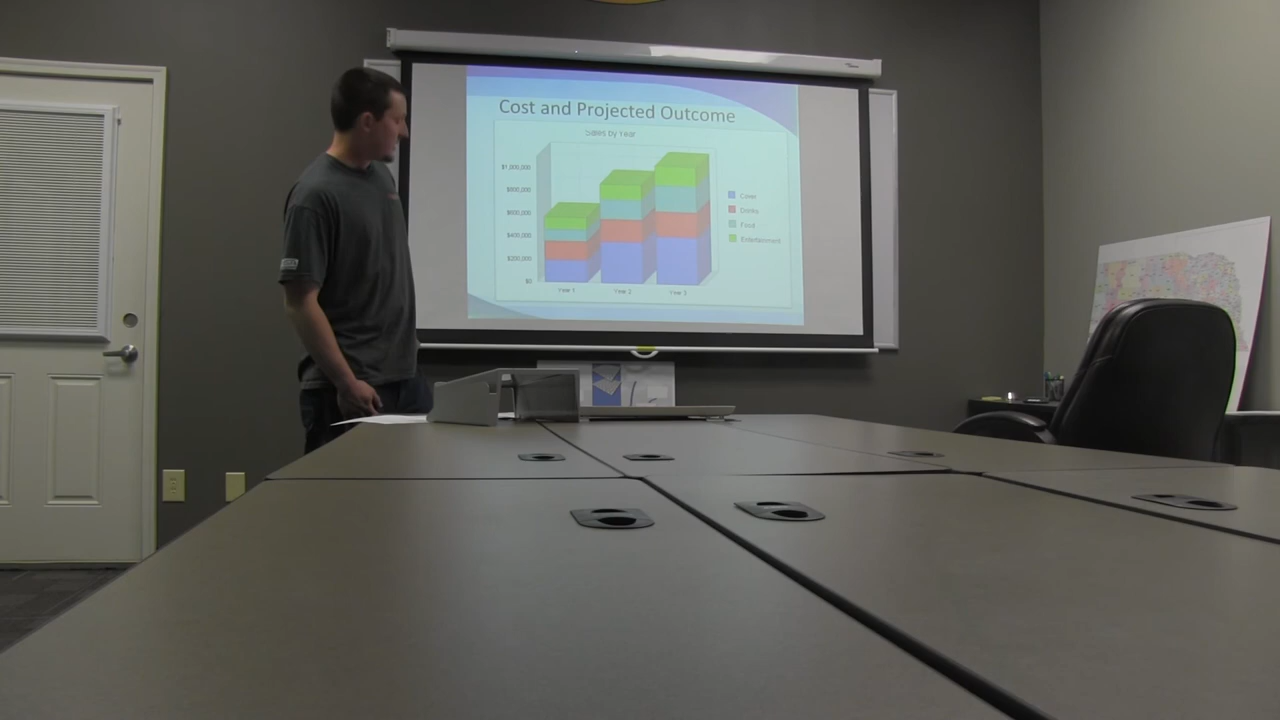 Cost and Projected Outcome
Sales by Year
$1,000,000
$800,000
$600,000
$400,000
$200,000
$0
Year 1
Year 2
Year 3
Cover
Drinks
Food
Entertainment